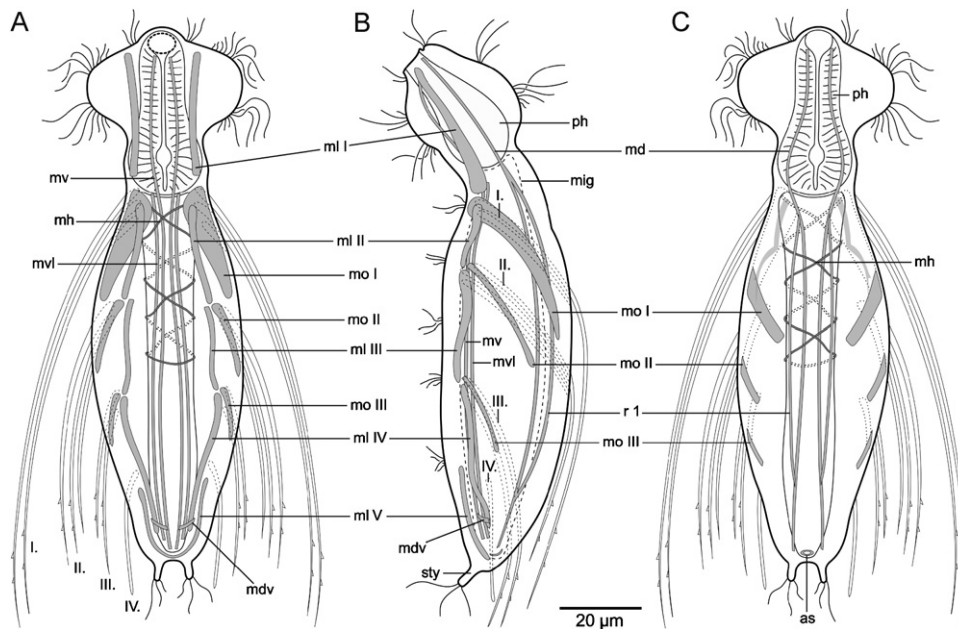 A
B
C
ml I
mv
mh
mvl
ml II
mo I
mo II
ml III
mo III
ml IV
ml V
mdv
I.
II.
III.
IV.
ph
md
mig
I.
II.
mv
mvl
III.
IV.
mdv
sty
mo I
mo II
r 1
mo III
20 µm
ph
mh
as